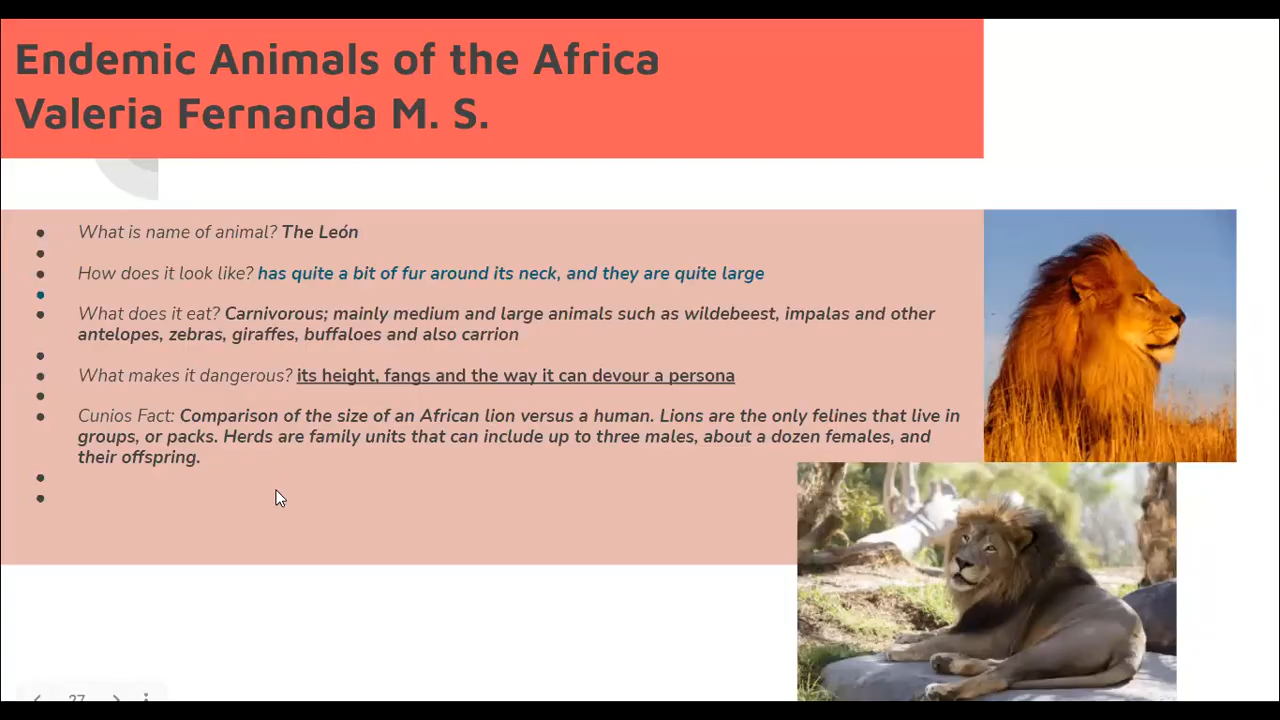 Endemic Animals of the Africa
Valeria Fernanda M. S.
What is name of animal? The León
How does it look like? has quite a bit of fur around its neck, and they are quite large
What does it eat? Carnivorous; mainly medium and large animals such as wildebeest, impalas and other
antelopes, zebras, giraffes, buffaloes and also carrion
What makes it dangerous? its height, fangs and the way it can devour a persona
Cunios Fact: Comparison of the size of an African lion versus a human. Lions are the only felines that live in
groups, or packs. Herds are family units that can include up to three males, about a dozen females, and
their offspring.
27